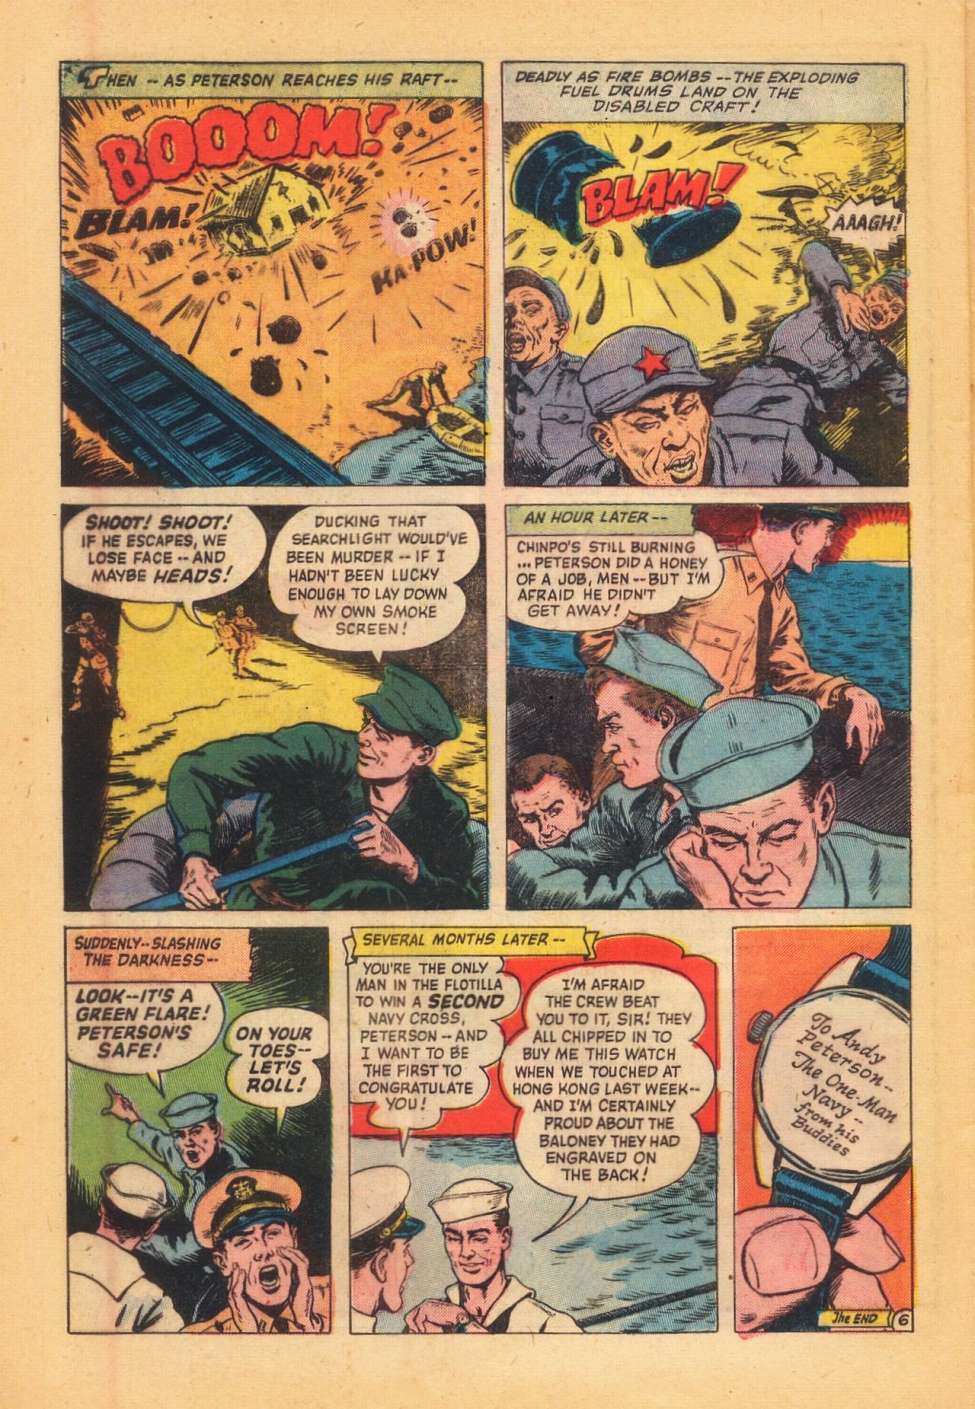 THEN -- AS PETERSON REACHES HIS RAFT --
BOOOM!
BLAM!
KA-POW!
DEADLY AS FIRE BOMBS -- THE EXPLODING
FUEL DRUMS LAND ON THE
DISABLED CRAFT!
BLAM!
AAAGH!
SHOOT! SHOOT!
IF HE ESCAPES, WE
LOSE FACE -- AND
MAYBE HEADS!
DUCKING THAT
SEARCHLIGHT WOULD'VE
BEEN MURDER -- IF I
HADN'T BEEN LUCKY
ENOUGH TO LAY DOWN
MY OWN SMOKE
SCREEN!
AN HOUR LATER --
CHINPO'S STILL BURNING
... PETERSON DID A HONEY
OF A JOB, MEN -- BUT I'M
AFRAID HE DIDN'T
GET AWAY!
SUDDENLY -- SLASHING
THE DARKNESS --
LOOK -- IT'S A
GREEN FLARE!
PETERSON'S
SAFE!
ON YOUR
TOES --
LET'S
ROLL!
SEVERAL MONTHS LATER --
YOU'RE THE ONLY
MAN IN THE FLOTILLA
TO WIN A SECOND
NAVY CROSS,
PETERSON -- AND
I WANT TO BE
THE FIRST TO
CONGRATULATE
YOU!
I'M AFRAID
THE CREW BEAT
YOU TO IT, SIR! THEY
ALL CHIPPED IN TO
BUY ME THIS WATCH
WHEN WE TOUCHED AT
HONG KONG LAST WEEK --
AND I'M CERTAINLY
PROUD ABOUT THE
BALONEY THEY HAD
ENGRAVED ON
THE BACK!
To Andy
Peterson --
The One-Man
Navy --
from his
Buddies
The END
6